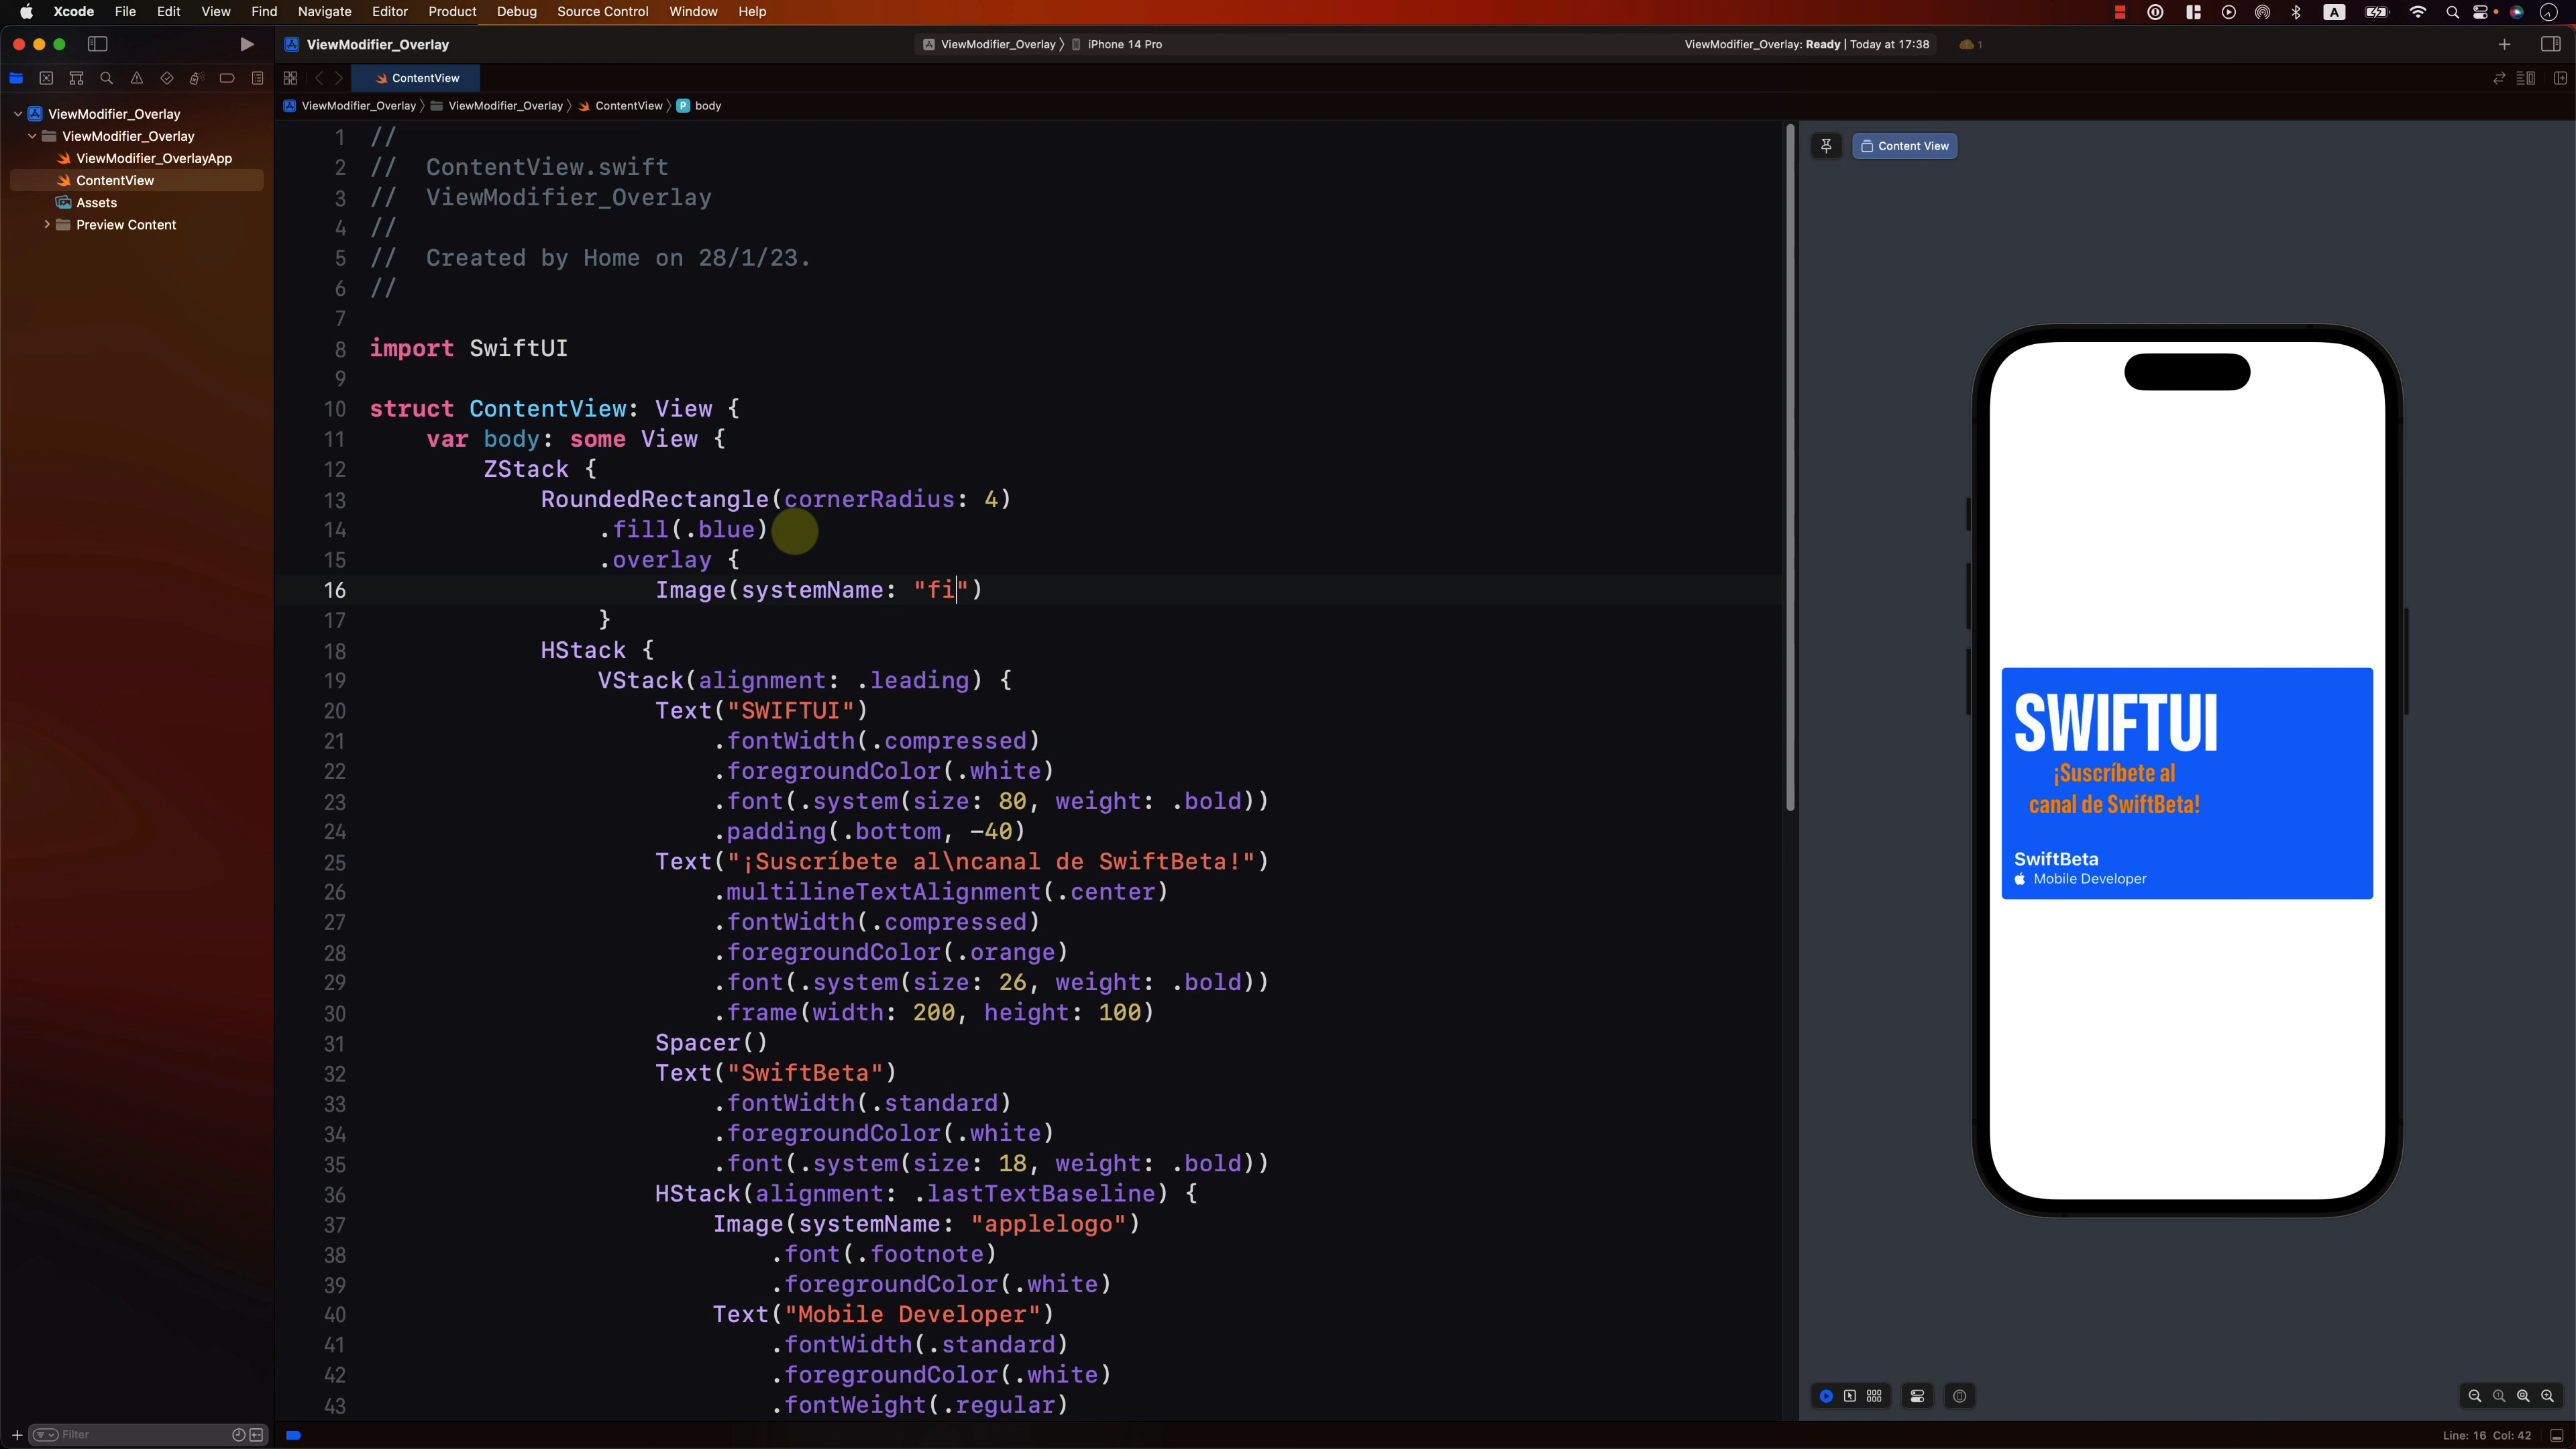 Xcode File Edit View Find Navigate Editor Product Debug Source Control Window Help
ViewModifier_Overlay
ViewModifier_Overlay iPhone 14 Pro
ViewModifier_Overlay: Ready | Today at 17:38
1
ContentView
ViewModifier_Overlay ViewModifier_Overlay ContentView P body
ViewModifier_Overlay
ViewModifier_Overlay
ViewModifier_OverlayApp
ContentView
Assets
Preview Content
1 //
2 //  ContentView.swift
3 //  ViewModifier_Overlay
4 //
5 //  Created by Home on 28/1/23.
6 //
7
8 import SwiftUI
9
10 struct ContentView: View {
11     var body: some View {
12         ZStack {
13             RoundedRectangle(cornerRadius: 4)
14                 .fill(.blue)
15                 .overlay {
16                     Image(systemName: "fi")
17                 }
18             HStack {
19                 VStack(alignment: .leading) {
20                     Text("SWIFTUI")
21                         .fontWidth(.compressed)
22                         .foregroundColor(.white)
23                         .font(.system(size: 80, weight: .bold))
24                         .padding(.bottom, -40)
25                     Text("¡Suscríbete al\ncanal de SwiftBeta!")
26                         .multilineTextAlignment(.center)
27                         .fontWidth(.compressed)
28                         .foregroundColor(.orange)
29                         .font(.system(size: 26, weight: .bold))
30                         .frame(width: 200, height: 100)
31                     Spacer()
32                     Text("SwiftBeta")
33                         .fontWidth(.standard)
34                         .foregroundColor(.white)
35                         .font(.system(size: 18, weight: .bold))
36                     HStack(alignment: .lastTextBaseline) {
37                         Image(systemName: "applelogo")
38                             .font(.footnote)
39                             .foregroundColor(.white)
40                         Text("Mobile Developer")
41                             .fontWidth(.standard)
42                             .foregroundColor(.white)
43                             .fontWeight(.regular)
Content View
SWIFTUI
¡Suscríbete al
canal de SwiftBeta!
SwiftBeta
Mobile Developer
Filter
Line: 16 Col: 42